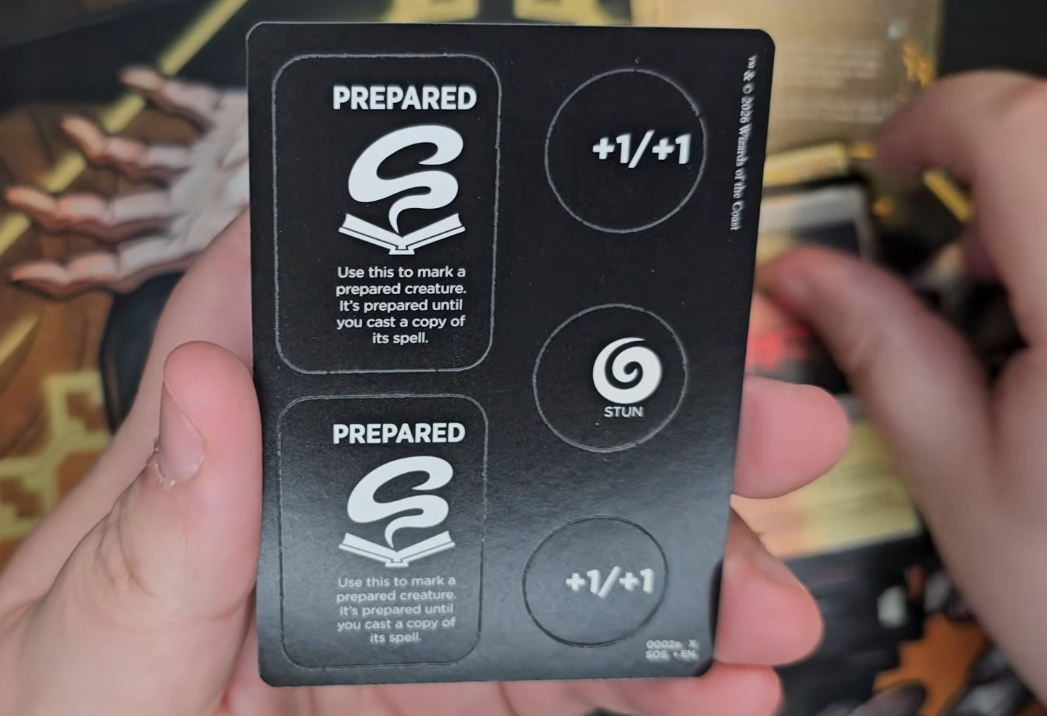 PREPARED
Use this to mark a
prepared creature.
It's prepared until
you cast a copy of
its spell.
PREPARED
Use this to mark a
prepared creature.
It's prepared until
you cast a copy of
its spell.
+1/+1
STUN
+1/+1
™ & © 2026 Wizards of the Coast
0002a X
SOS • EN